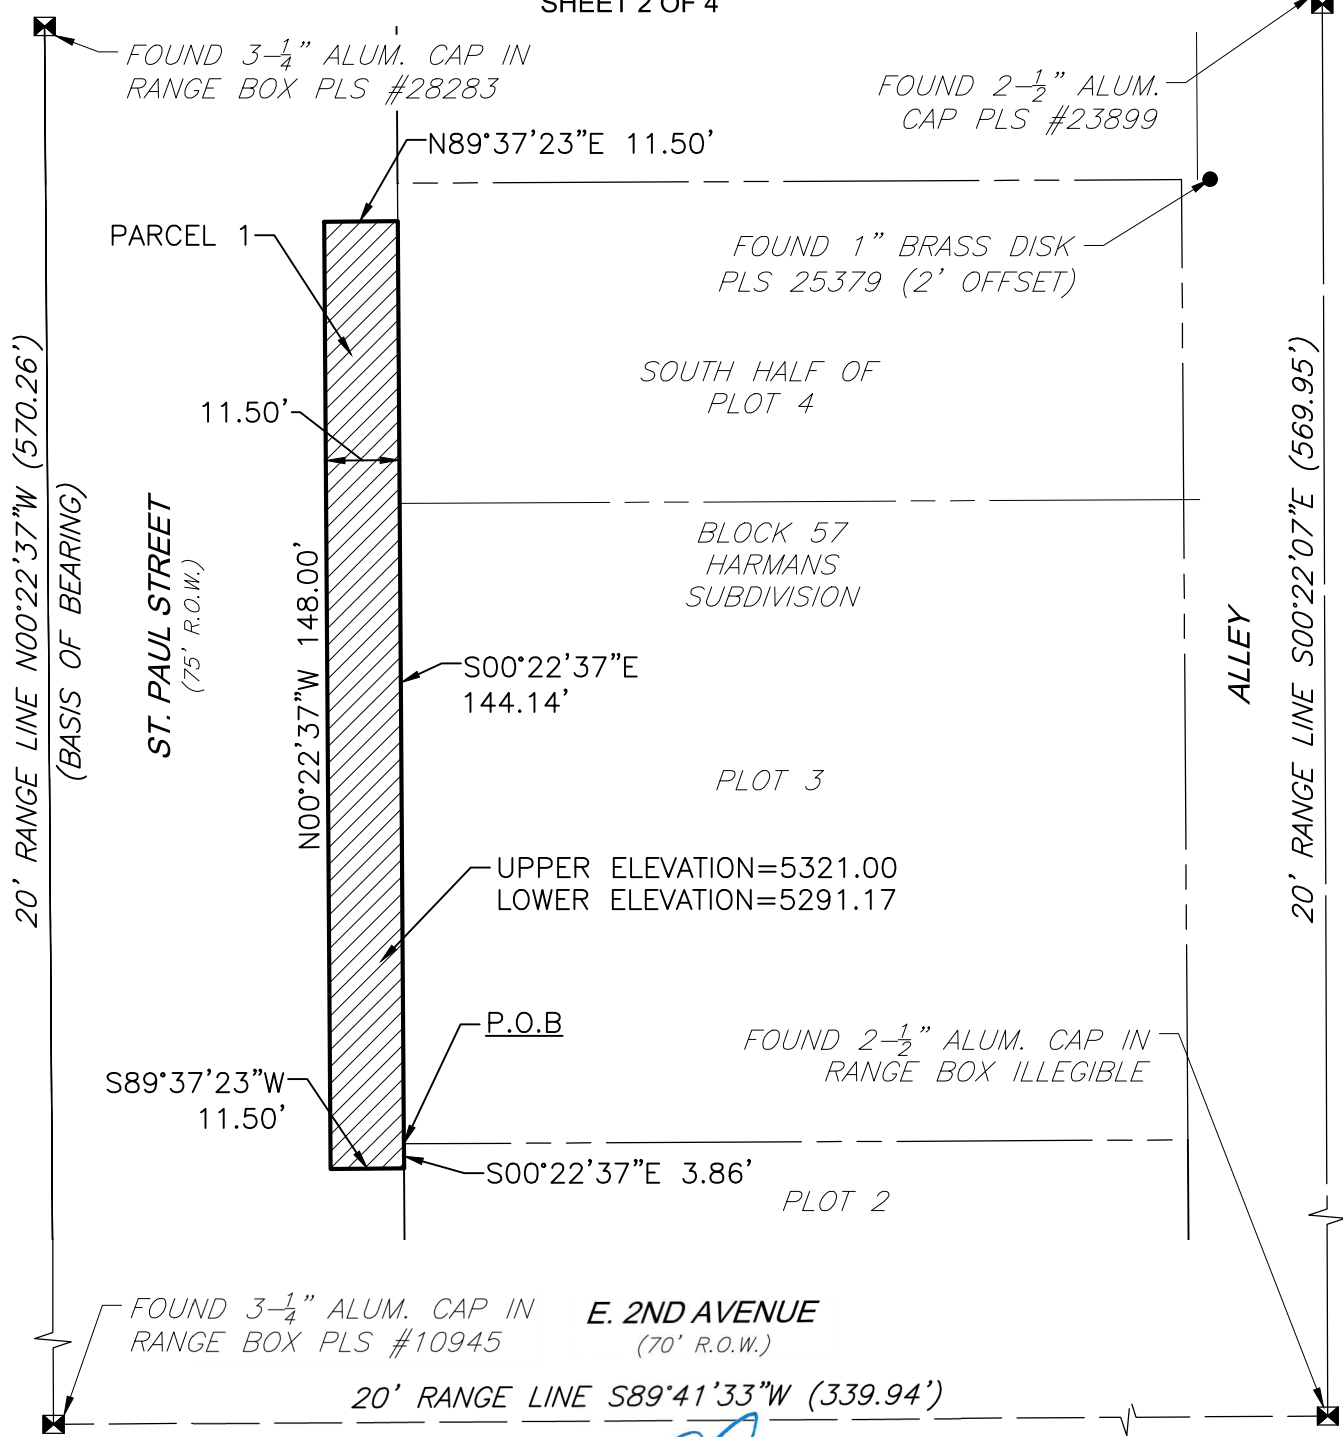 SHEET 2 OF 4
FOUND 3-1/4" ALUM. CAP IN
RANGE BOX PLS #28283
FOUND 2-1/2" ALUM.
CAP PLS #23899
N89°37'23"E 11.50'
PARCEL 1
FOUND 1" BRASS DISK
PLS 25379 (2' OFFSET)
SOUTH HALF OF
PLOT 4
11.50'
20' RANGE LINE N00°22'37"W (570.26')
(BASIS OF BEARING)
ST. PAUL STREET
(75' R.O.W.)
N00°22'37"W 148.00'
BLOCK 57
HARMANS
SUBDIVISION
S00°22'37"E
144.14'
ALLEY
20' RANGE LINE S00°22'07"E (569.95')
PLOT 3
UPPER ELEVATION=5321.00
LOWER ELEVATION=5291.17
P.O.B
FOUND 2-1/2" ALUM. CAP IN
RANGE BOX ILLEGIBLE
S89°37'23"W
11.50'
S00°22'37"E 3.86'
PLOT 2
FOUND 3-1/4" ALUM. CAP IN
RANGE BOX PLS #10945
E. 2ND AVENUE
(70' R.O.W.)
20' RANGE LINE S89°41'33"W (339.94')